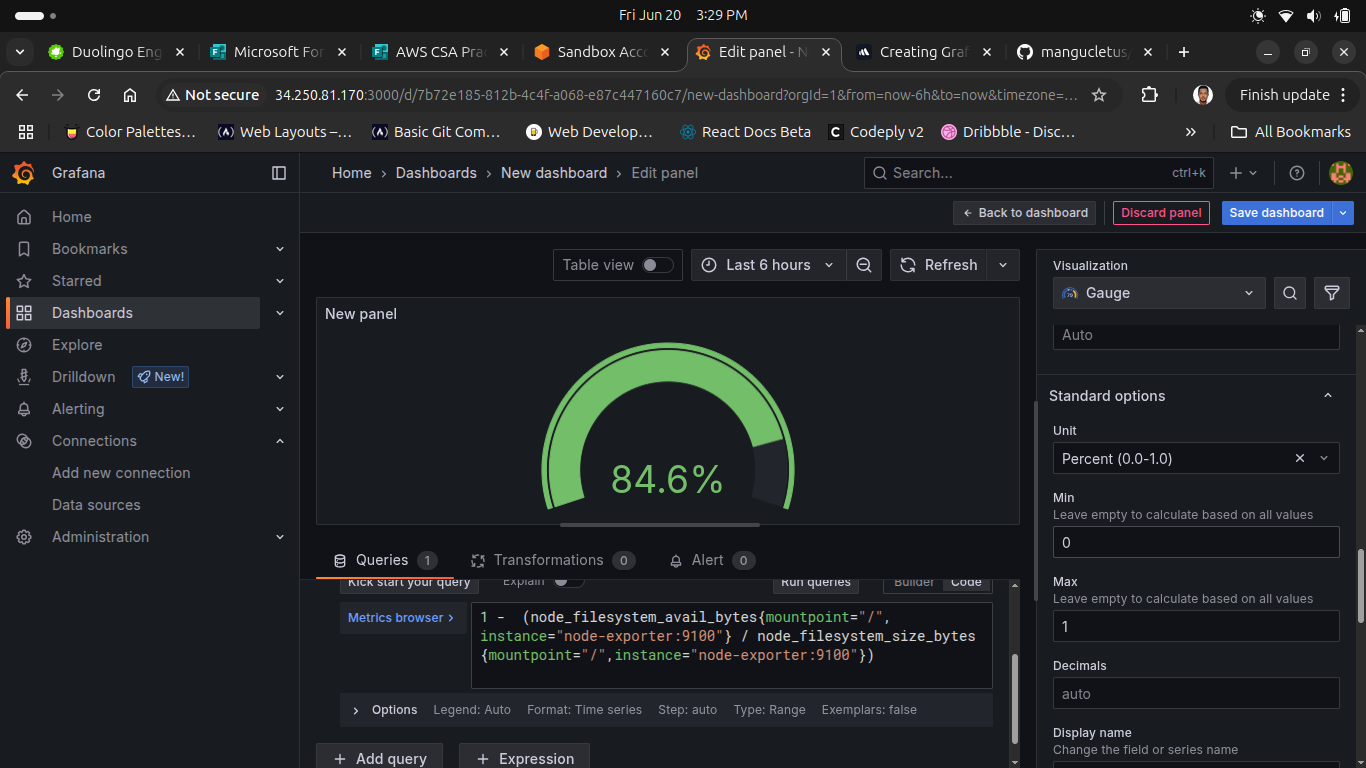 Fri Jun 20 3:29 PM
Duolingo Eng
Microsoft For
AWS CSA Prac
Sandbox Acco
Edit panel - N
Creating Graf
mangucletus/
Not secure 34.250.81.170:3000/d/7b72e185-812b-4c4f-a068-e87c447160c7/new-dashboard?orgId=1&from=now-6h&to=now&timezone=... Finish update
Color Palettes...
Web Layouts –...
Basic Git Com...
Web Develop...
React Docs Beta
Codeply v2
Dribbble - Disc...
All Bookmarks
Grafana
Home › Dashboards › New dashboard › Edit panel
Search... ctrl+k
Back to dashboard
Discard panel
Save dashboard
Home
Bookmarks
Starred
Dashboards
Explore
Drilldown New!
Alerting
Connections
Add new connection
Data sources
Administration
Table view
Last 6 hours
Refresh
New panel
84.6%
Queries 1
Transformations 0
Alert 0
Kick start your query
Explain
Run queries
Builder
Code
Metrics browser >
1 - (node_filesystem_avail_bytes{mountpoint="/",
instance="node-exporter:9100"} / node_filesystem_size_bytes
{mountpoint="/",instance="node-exporter:9100"})
Options Legend: Auto Format: Time series Step: auto Type: Range Exemplars: false
+ Add query
+ Expression
Visualization
Gauge
Auto
Standard options
Unit
Percent (0.0-1.0)
Min
Leave empty to calculate based on all values
0
Max
Leave empty to calculate based on all values
1
Decimals
auto
Display name
Change the field or series name